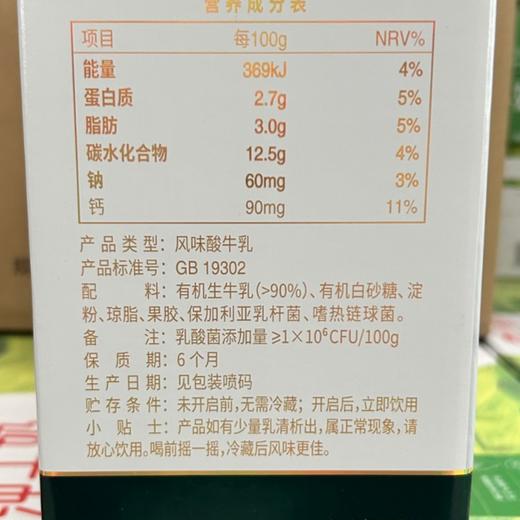 营养成分表
项目 每100g NRV%
能量 369kJ 4%
蛋白质 2.7g 5%
脂肪 3.0g 5%
碳水化合物 12.5g 4%
钠 60mg 3%
钙 90mg 11%
产品类型：风味酸牛乳
产品标准号：GB 19302
配料：有机生牛乳(>90%)、有机白砂糖、淀
粉、琼脂、果胶、保加利亚乳杆菌、嗜热链球菌。
备注：乳酸菌添加量≥1×10⁶CFU/100g
保质期：6个月
生产日期：见包装喷码
贮存条件：未开启前，无需冷藏；开启后，立即饮用
小贴士：产品如有少量乳清析出，属正常现象，请
放心饮用。喝前摇一摇，冷藏后风味更佳。